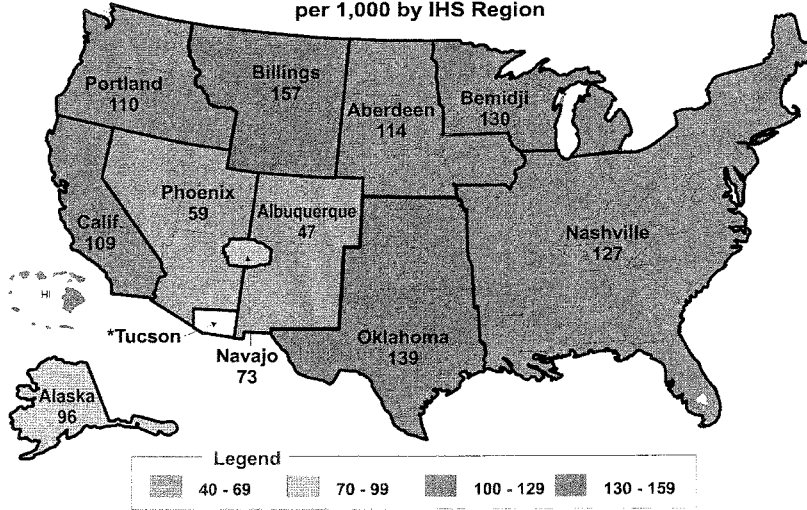 per 1,000 by IHS Region
Portland
110
Billings
157
Aberdeen
114
Bemidji
130
Phoenix
59
Albuquerque
47
Calif.
109
Nashville
127
HI
*Tucson
Navajo
73
Oklahoma
139
Alaska
96
Legend
40 - 69
70 - 99
100 - 129
130 - 159